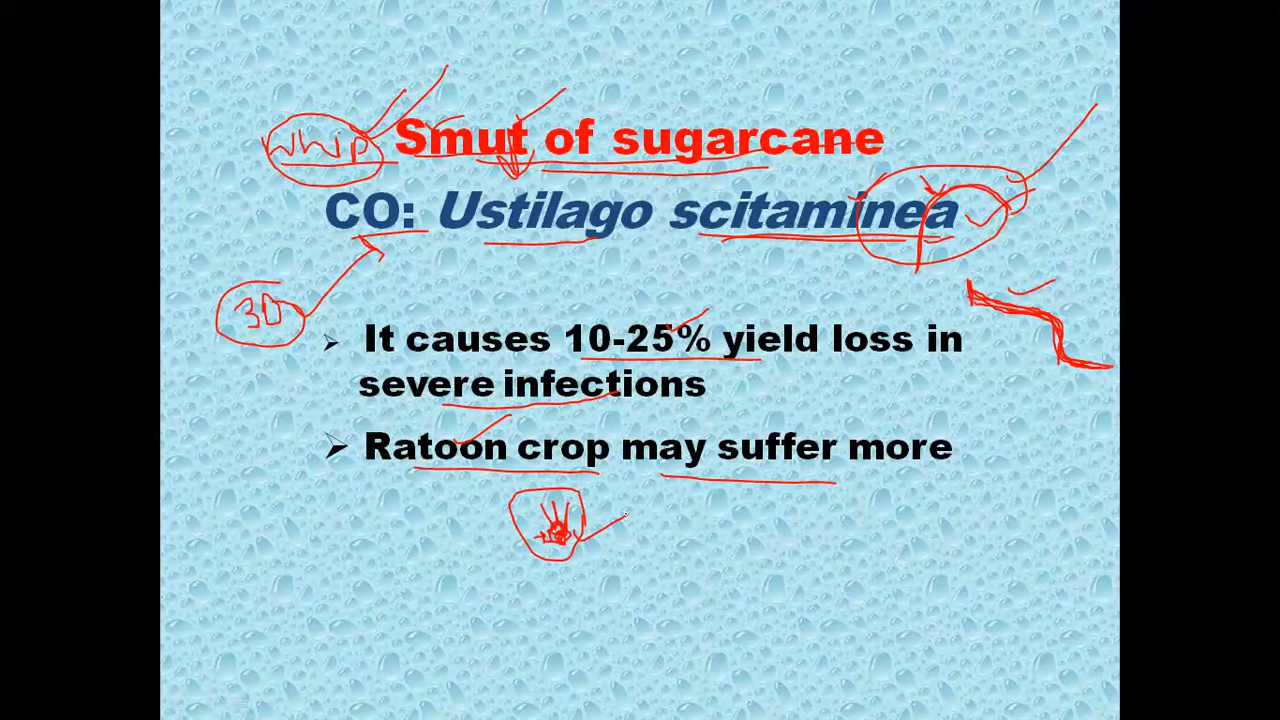 Whip Smut of sugarcane
CO: Ustilago scitaminea
30
➢ It causes 10-25% yield loss in
severe infections
➢ Ratoon crop may suffer more